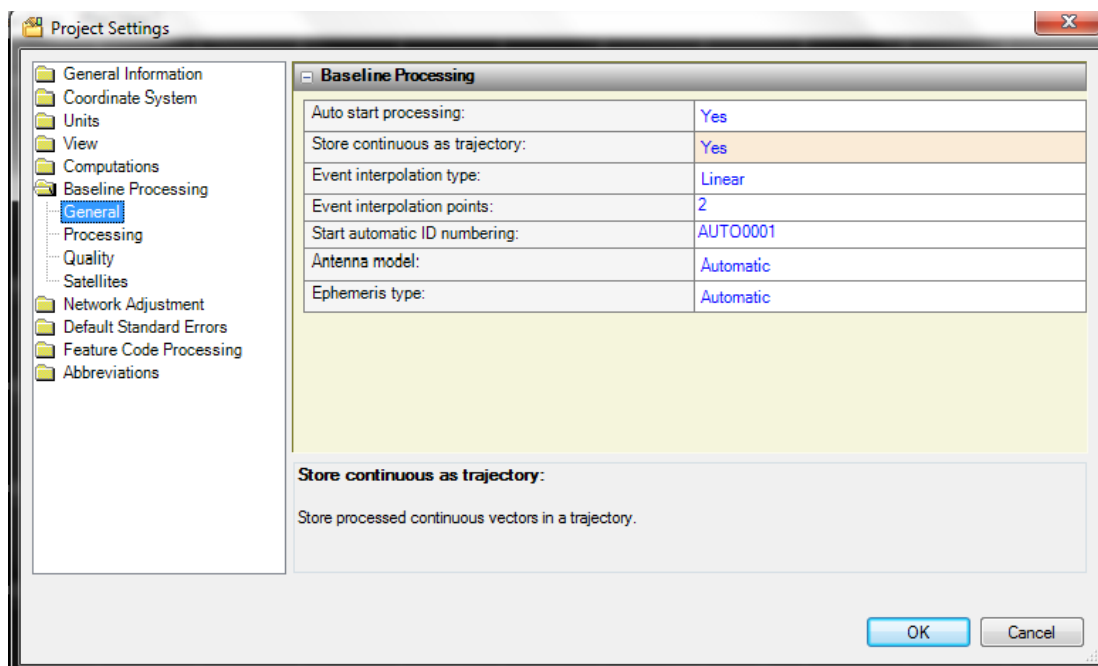 Project Settings
General Information
Coordinate System
Units
View
Computations
Baseline Processing
General
Processing
Quality
Satellites
Network Adjustment
Default Standard Errors
Feature Code Processing
Abbreviations
Baseline Processing
Auto start processing: Yes
Store continuous as trajectory: Yes
Event interpolation type: Linear
Event interpolation points: 2
Start automatic ID numbering: AUTO0001
Antenna model: Automatic
Ephemeris type: Automatic
Store continuous as trajectory:
Store processed continuous vectors in a trajectory.
OK Cancel